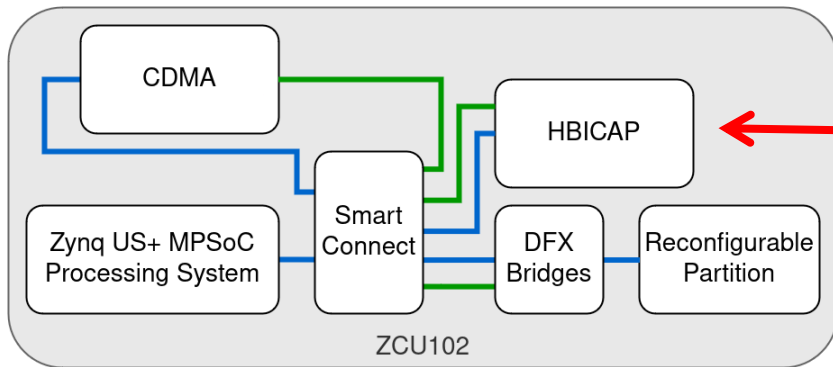 CDMA
HBICAP
Smart
Connect
Zynq US+ MPSoC
Processing System
DFX
Bridges
Reconfigurable
Partition
ZCU102